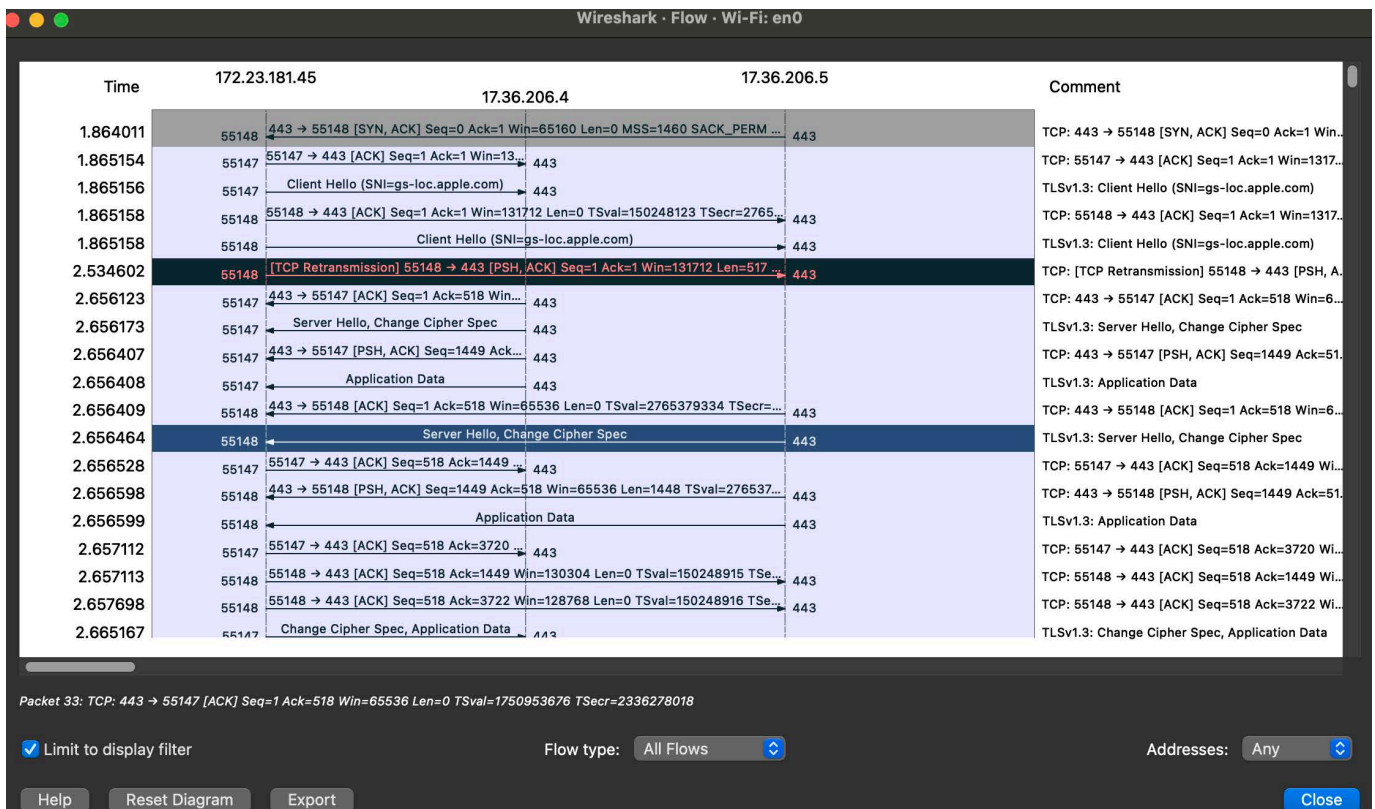 Wireshark · Flow · Wi-Fi: en0
Time 172.23.181.45 17.36.206.4 17.36.206.5 Comment
1.864011 55148 443 → 55148 [SYN, ACK] Seq=0 Ack=1 Win=65160 Len=0 MSS=1460 SACK_PERM ... 443 TCP: 443 → 55148 [SYN, ACK] Seq=0 Ack=1 Win..
1.865154 55147 55147 → 443 [ACK] Seq=1 Ack=1 Win=13... 443 TCP: 55147 → 443 [ACK] Seq=1 Ack=1 Win=1317..
1.865156 55147 Client Hello (SNI=gs-loc.apple.com) 443 TLSv1.3: Client Hello (SNI=gs-loc.apple.com)
1.865158 55148 55148 → 443 [ACK] Seq=1 Ack=1 Win=131712 Len=0 TSval=150248123 TSecr=2765... 443 TCP: 55148 → 443 [ACK] Seq=1 Ack=1 Win=1317..
1.865158 55148 Client Hello (SNI=gs-loc.apple.com) 443 TLSv1.3: Client Hello (SNI=gs-loc.apple.com)
2.534602 55148 [TCP Retransmission] 55148 → 443 [PSH, ACK] Seq=1 Ack=1 Win=131712 Len=517 ... 443 TCP: [TCP Retransmission] 55148 → 443 [PSH, A.
2.656123 55147 443 → 55147 [ACK] Seq=1 Ack=518 Win... 443 TCP: 443 → 55147 [ACK] Seq=1 Ack=518 Win=6...
2.656173 55147 Server Hello, Change Cipher Spec 443 TLSv1.3: Server Hello, Change Cipher Spec
2.656407 55147 443 → 55147 [PSH, ACK] Seq=1449 Ack... 443 TCP: 443 → 55147 [PSH, ACK] Seq=1449 Ack=51.
2.656408 55147 Application Data 443 TLSv1.3: Application Data
2.656409 55148 443 → 55148 [ACK] Seq=1 Ack=518 Win=65536 Len=0 TSval=2765379334 TSecr=... 443 TCP: 443 → 55148 [ACK] Seq=1 Ack=518 Win=6...
2.656464 55148 Server Hello, Change Cipher Spec 443 TLSv1.3: Server Hello, Change Cipher Spec
2.656528 55147 55147 → 443 [ACK] Seq=518 Ack=1449 ... 443 TCP: 55147 → 443 [ACK] Seq=518 Ack=1449 Wi...
2.656598 55148 443 → 55148 [PSH, ACK] Seq=1449 Ack=518 Win=65536 Len=1448 TSval=276537... 443 TCP: 443 → 55148 [PSH, ACK] Seq=1449 Ack=51.
2.656599 55148 Application Data 443 TLSv1.3: Application Data
2.657112 55147 55147 → 443 [ACK] Seq=518 Ack=3720 ... 443 TCP: 55147 → 443 [ACK] Seq=518 Ack=3720 Wi...
2.657113 55148 55148 → 443 [ACK] Seq=518 Ack=1449 Win=130304 Len=0 TSval=150248915 TSe... 443 TCP: 55148 → 443 [ACK] Seq=518 Ack=1449 Wi...
2.657698 55148 55148 → 443 [ACK] Seq=518 Ack=3722 Win=128768 Len=0 TSval=150248916 TSe... 443 TCP: 55148 → 443 [ACK] Seq=518 Ack=3722 Wi...
2.665167 55147 Change Cipher Spec, Application Data 443 TLSv1.3: Change Cipher Spec, Application Data
Packet 33: TCP: 443 → 55147 [ACK] Seq=1 Ack=518 Win=65536 Len=0 TSval=1750953676 TSecr=2336278018
Limit to display filter Flow type: All Flows Addresses: Any
Help Reset Diagram Export Close